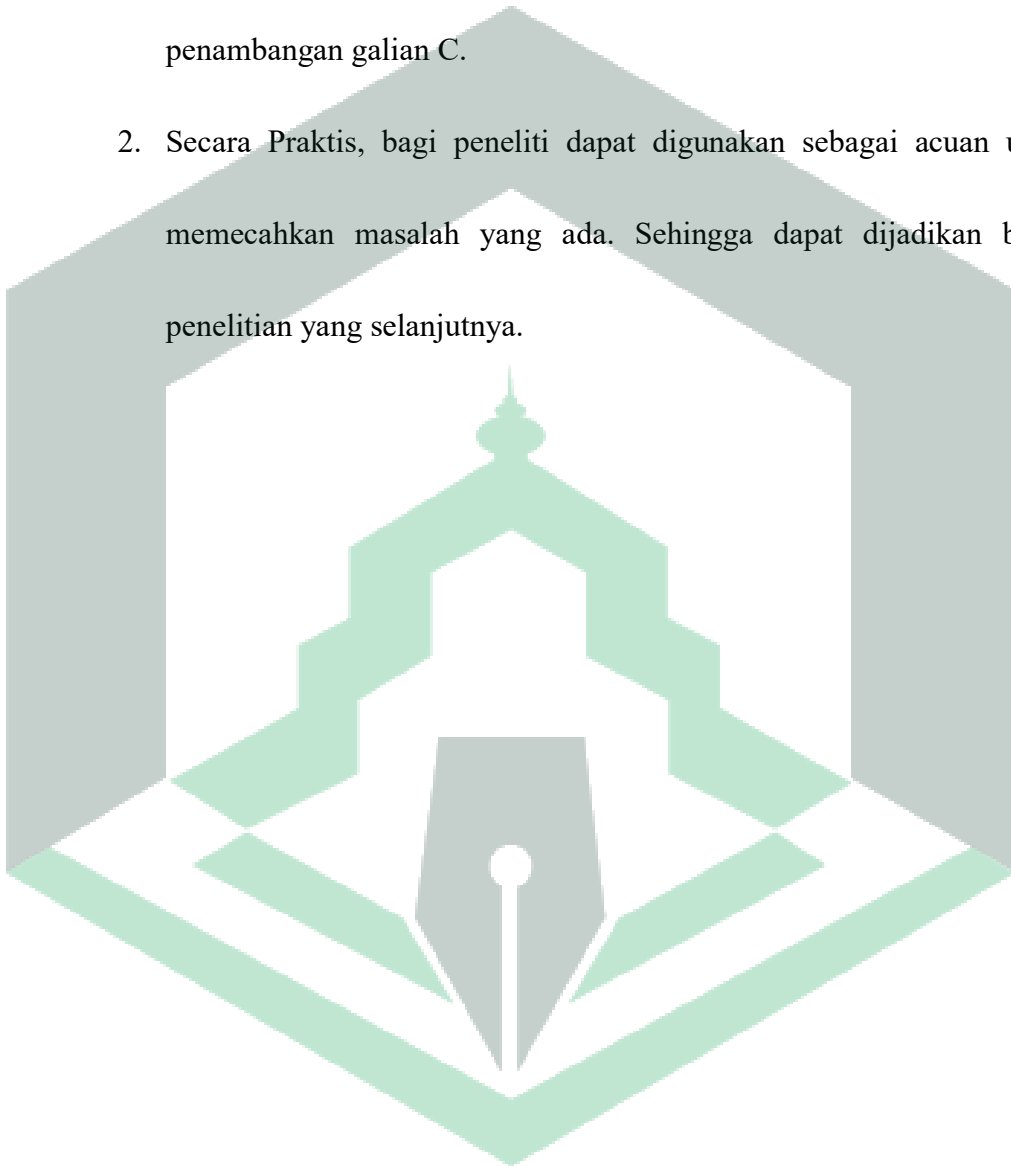 penambangan galian C.
2. Secara Praktis, bagi peneliti dapat digunakan sebagai acuan
memecahkan masalah yang ada. Sehingga dapat dijadikan
penelitian yang selanjutnya.